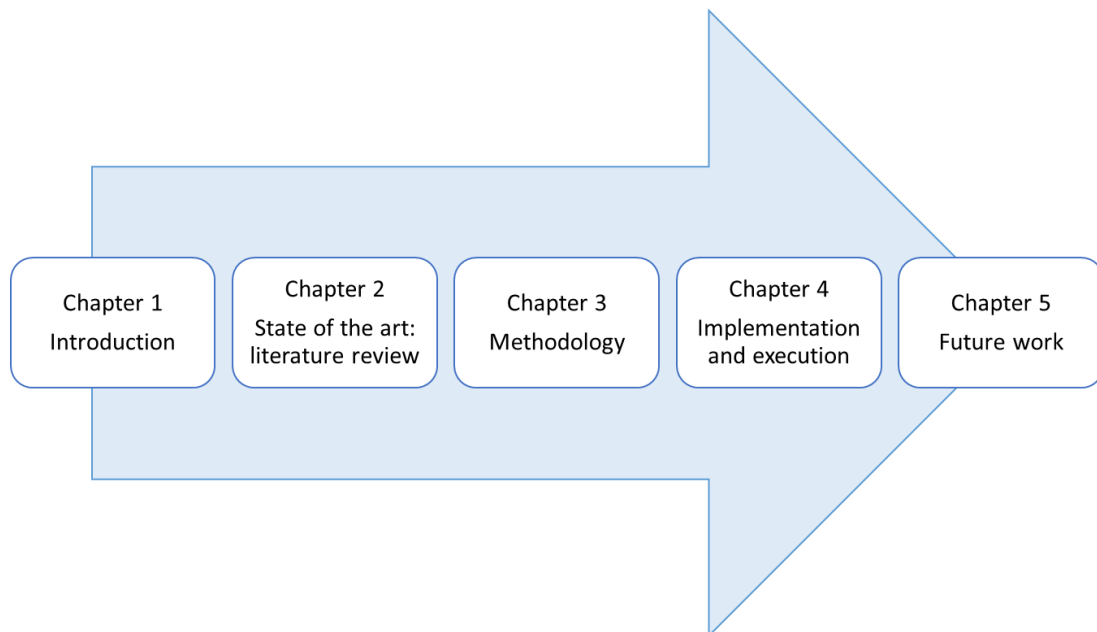 Chapter 1
Introduction
Chapter 2
State of the art:
literature review
Chapter 3
Methodology
Chapter 4
Implementation
and execution
Chapter 5
Future work